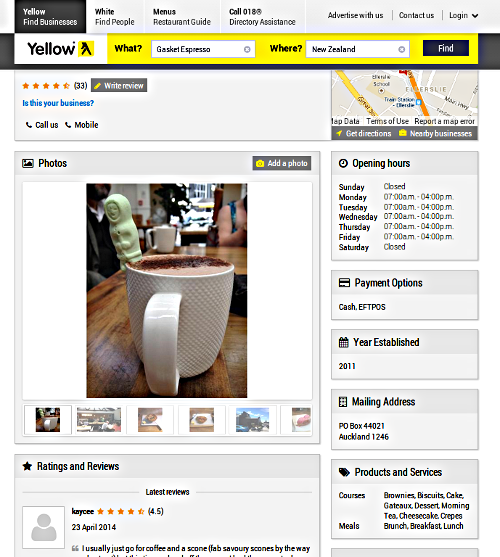 Yellow White Menus Call 018®
Find Businesses Find People Restaurant Guide Directory Assistance Advertise with us Contact us Login
Yellow What? Gasket Espresso Where? New Zealand Find
(33) Write review
Is this your business?
Call us Mobile
Ellerslie
School
ELLERSLIE
Train Station -
Ellerslie
Map Data Terms of Use Report a map error
Get directions Nearby businesses
Photos Add a photo
Opening hours
Sunday Closed
Monday 07:00a.m. - 04:00p.m.
Tuesday 07:00a.m. - 04:00p.m.
Wednesday 07:00a.m. - 04:00p.m.
Thursday 07:00a.m. - 04:00p.m.
Friday 07:00a.m. - 04:00p.m.
Saturday Closed
Payment Options
Cash, EFTPOS
Year Established
2011
Mailing Address
PO Box 44021
Auckland 1246
Products and Services
Courses Brownies, Biscuits, Cake,
Gateaux, Dessert, Morning
Tea, Cheesecake, Crepes
Meals Brunch, Breakfast, Lunch
Ratings and Reviews
Latest reviews
kaycee (4.5)
23 April 2014
I usually just go for coffee and a scone (fab savoury scones by the way